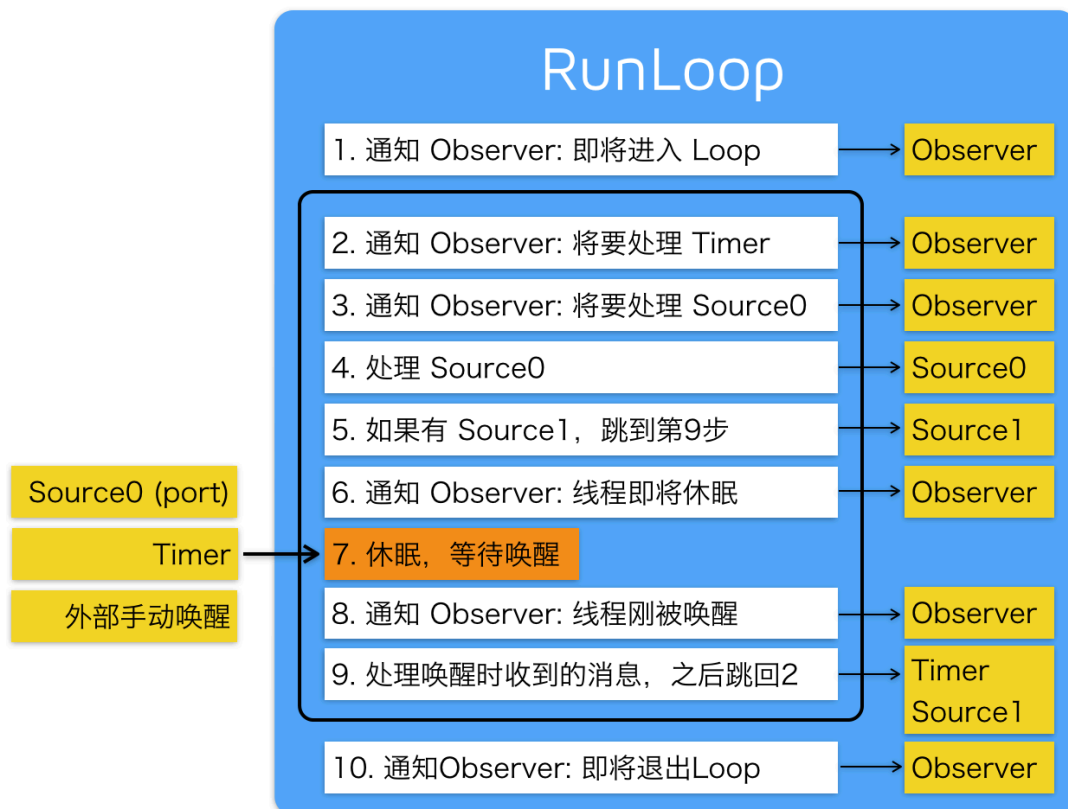 RunLoop
1. 通知 Observer: 即将进入 Loop
Observer
2. 通知 Observer: 将要处理 Timer
Observer
3. 通知 Observer: 将要处理 Source0
Observer
4. 处理 Source0
Source0
5. 如果有 Source1，跳到第9步
Source1
Source0 (port)
6. 通知 Observer: 线程即将休眠
Observer
Timer
7. 休眠，等待唤醒
外部手动唤醒
8. 通知 Observer: 线程刚被唤醒
Observer
9. 处理唤醒时收到的消息，之后跳回2
Timer
Source1
10. 通知Observer: 即将退出Loop
Observer